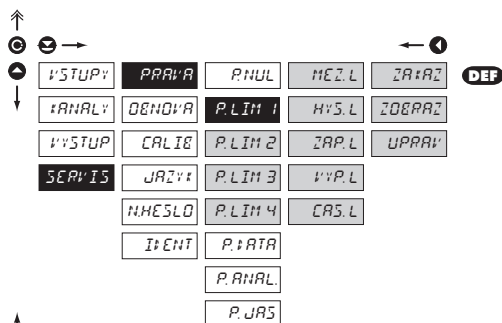 VSTUPY PRAVA P.NUL MEZ.L ZAKAZ DEF
KANALY OBNOVA P.LIM 1 HYS.L ZOBRAZ
VYSTUP CALIB P.LIM 2 ZAP.L UPRAV
SERVIS JAZYK P.LIM 3 VYP.L
N.HESLO P.LIM 4 CAS.L
IDENT P.DATA
P.ANAL.
P.JAS